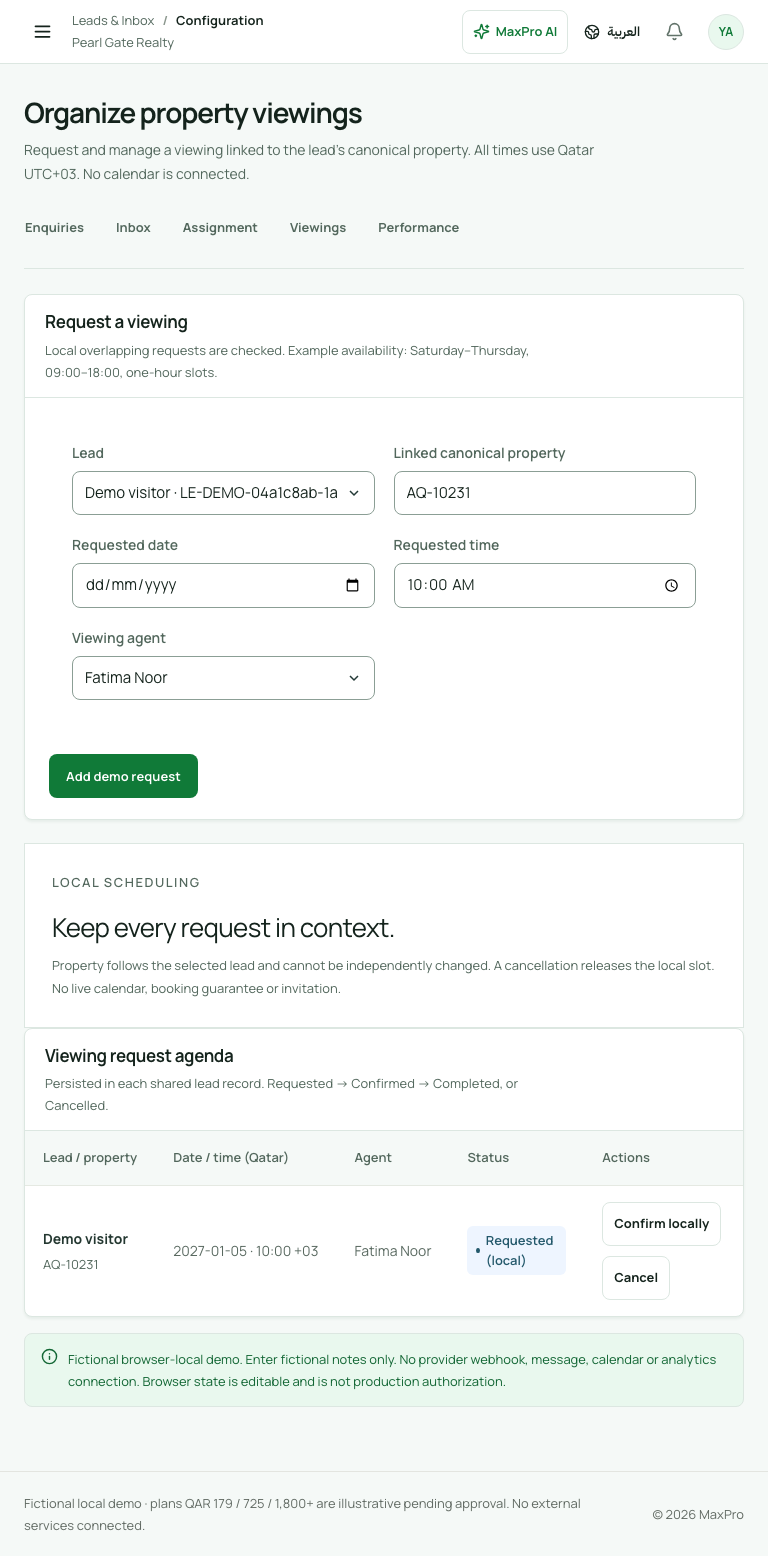 Leads & Inbox / Configuration
Pearl Gate Realty
MaxPro AI
العربية
YA
Organize property viewings
Request and manage a viewing linked to the lead's canonical property. All times use Qatar
UTC+03. No calendar is connected.
Enquiries Inbox Assignment Viewings Performance
Request a viewing
Local overlapping requests are checked. Example availability: Saturday–Thursday,
09:00–18:00, one-hour slots.
Lead
Linked canonical property
Demo visitor · LE-DEMO-04a1c8ab-1a
AQ-10231
Requested date
Requested time
dd/mm/yyyy
10:00 AM
Viewing agent
Fatima Noor
Add demo request
LOCAL SCHEDULING
Keep every request in context.
Property follows the selected lead and cannot be independently changed. A cancellation releases the local slot.
No live calendar, booking guarantee or invitation.
Viewing request agenda
Persisted in each shared lead record. Requested → Confirmed → Completed, or
Cancelled.
Lead / property Date / time (Qatar) Agent Status Actions
Demo visitor
AQ-10231
2027-01-05 · 10:00 +03
Fatima Noor
Requested
(local)
Confirm locally
Cancel
Fictional browser-local demo. Enter fictional notes only. No provider webhook, message, calendar or analytics
connection. Browser state is editable and is not production authorization.
Fictional local demo · plans QAR 179 / 725 / 1,800+ are illustrative pending approval. No external
services connected.
© 2026 MaxPro